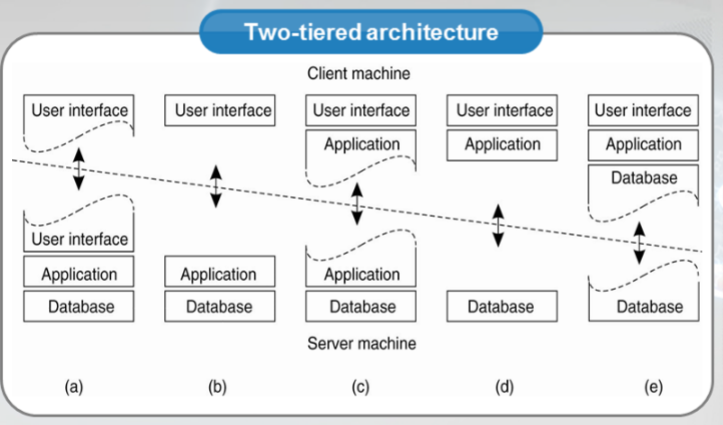 Two-tiered architecture
Client machine
User interface User interface User interface User interface User interface
Application Application Application
Database
User interface
Application Application Application
Database Database Database Database Database
Server machine
(a) (b) (c) (d) (e)